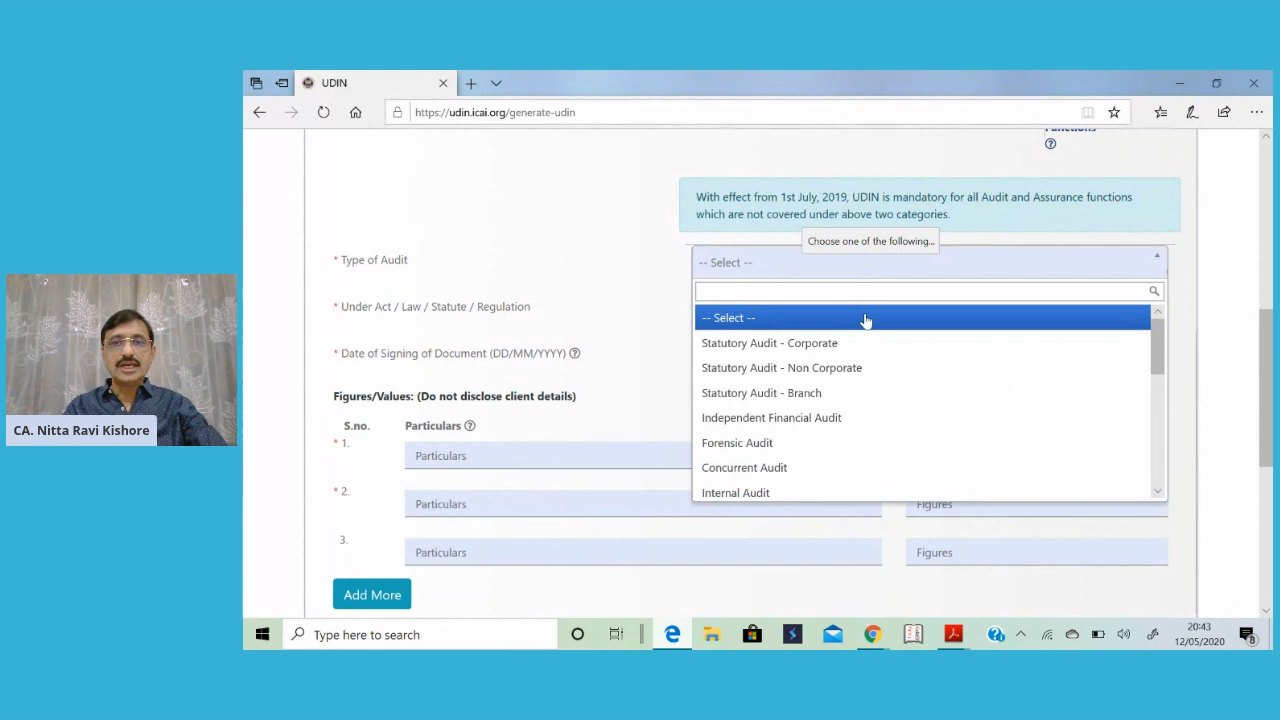 UDIN
https://udin.icai.org/generate-udin
Functions
With effect from 1st July, 2019, UDIN is mandatory for all Audit and Assurance functions
which are not covered under above two categories.
Choose one of the following...
* Type of Audit
-- Select --
* Under Act / Law / Statute / Regulation
-- Select --
Statutory Audit - Corporate
* Date of Signing of Document (DD/MM/YYYY)
Statutory Audit - Non Corporate
Statutory Audit - Branch
Figures/Values: (Do not disclose client details)
Independent Financial Audit
S.no. Particulars
Forensic Audit
* 1. Particulars
Concurrent Audit
Internal Audit
* 2. Particulars Figures
3. Particulars Figures
Add More
CA. Nitta Ravi Kishore
Type here to search
20:43
12/05/2020
8